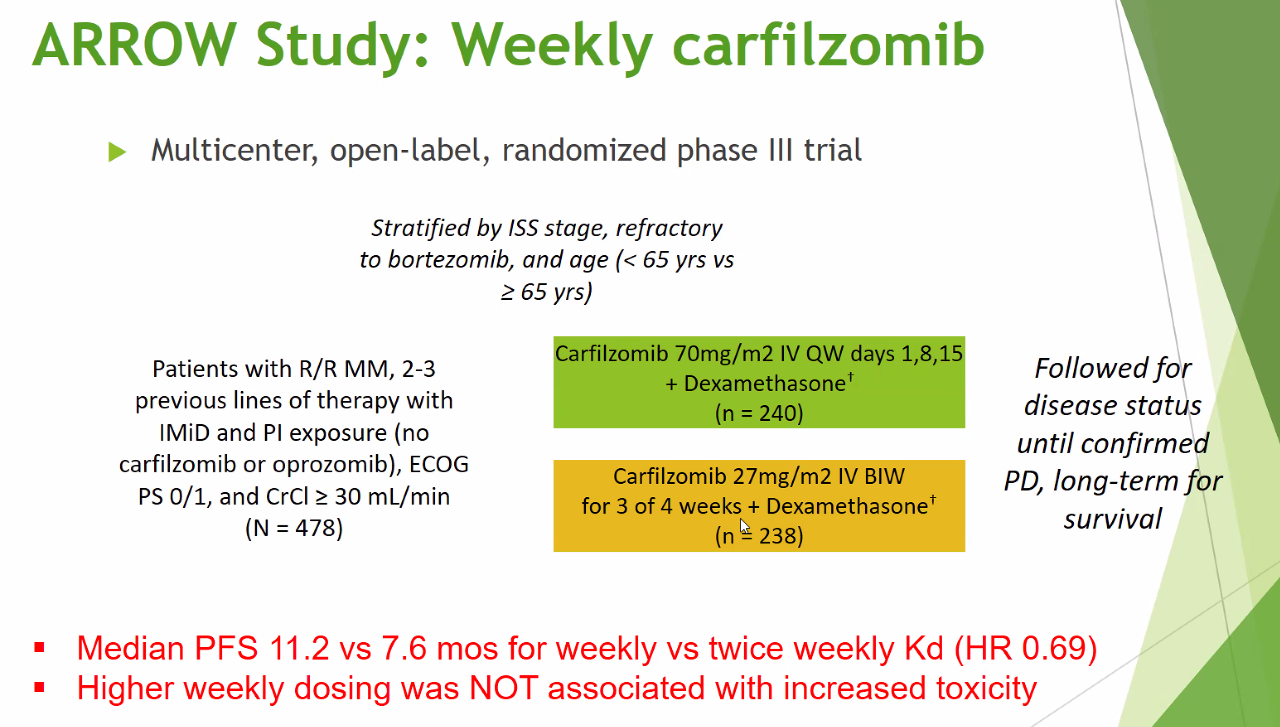 ARROW Study: Weekly carfilzomib
▶ Multicenter, open-label, randomized phase III trial
Stratified by ISS stage, refractory
to bortezomib, and age (< 65 yrs vs
≥ 65 yrs)
Patients with R/R MM, 2-3
previous lines of therapy with
IMiD and PI exposure (no
carfilzomib or oprozomib), ECOG
PS 0/1, and CrCl ≥ 30 mL/min
(N = 478)
Carfilzomib 70mg/m2 IV QW days 1,8,15
+ Dexamethasone†
(n = 240)
Carfilzomib 27mg/m2 IV BIW
for 3 of 4 weeks + Dexamethasone†
(n = 238)
Followed for
disease status
until confirmed
PD, long-term for
survival
▪ Median PFS 11.2 vs 7.6 mos for weekly vs twice weekly Kd (HR 0.69)
▪ Higher weekly dosing was NOT associated with increased toxicity